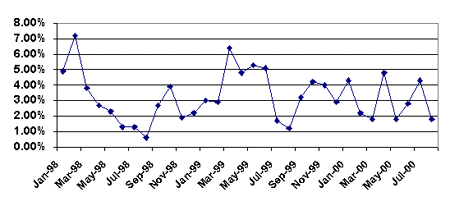 8.00%
7.00%
6.00%
5.00%
4.00%
3.00%
2.00%
1.00%
0.00%
Jan-98
Mar-98
May-98
Jul-98
Sep-98
Nov-98
Jan-99
Mar-99
May-99
Jul-99
Sep-99
Nov-99
Jan-00
Mar-00
May-00
Jul-00